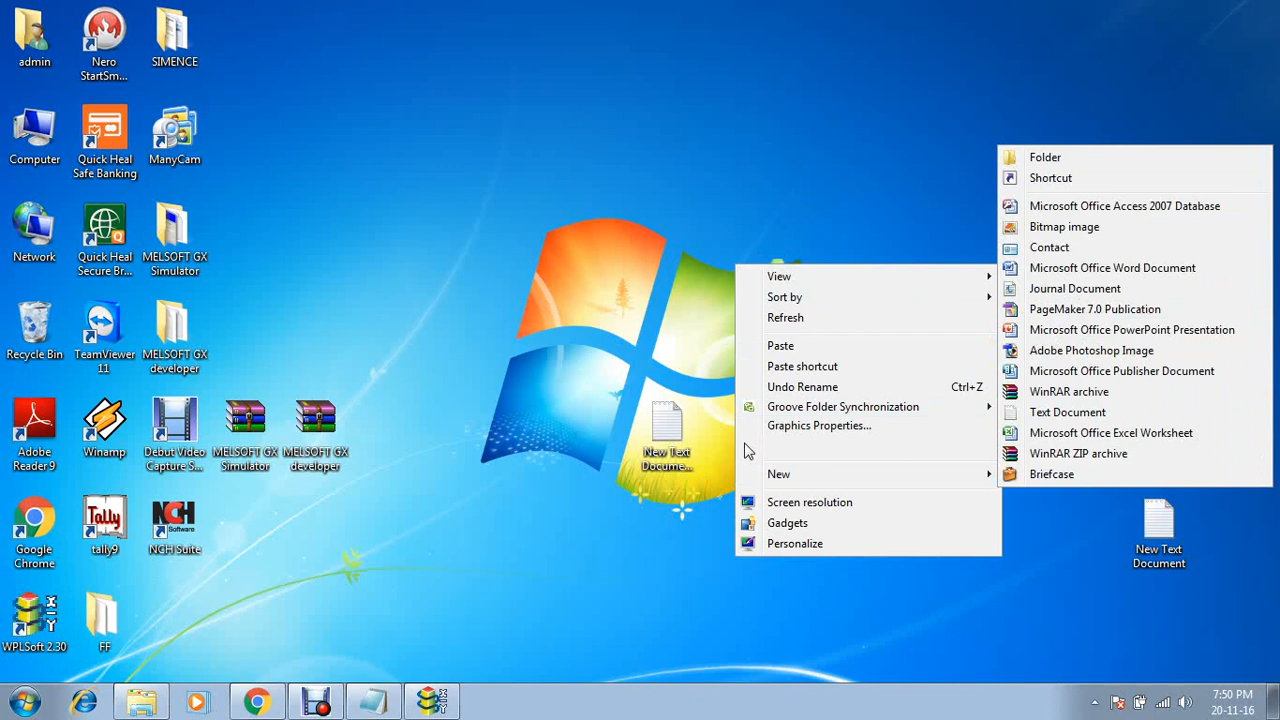 admin
Nero
StartSm...
SIMENCE
Computer
Quick Heal
Safe Banking
ManyCam
Network
Quick Heal
Secure Br...
MELSOFT GX
Simulator
Recycle Bin
TeamViewer
11
MELSOFT GX
developer
Adobe
Reader 9
Winamp
Debut Video
Capture S...
MELSOFT GX
Simulator
MELSOFT GX
developer
Google
Chrome
Tally
tally9
NCH
Software
NCH Suite
WPLSoft 2.30
FF
New Text
Docume...
View
Sort by
Refresh
Paste
Paste shortcut
Undo Rename Ctrl+Z
Groove Folder Synchronization
Graphics Properties...
New
Screen resolution
Gadgets
Personalize
Folder
Shortcut
Microsoft Office Access 2007 Database
Bitmap image
Contact
Microsoft Office Word Document
Journal Document
PageMaker 7.0 Publication
Microsoft Office PowerPoint Presentation
Adobe Photoshop Image
Microsoft Office Publisher Document
WinRAR archive
Text Document
Microsoft Office Excel Worksheet
WinRAR ZIP archive
Briefcase
New Text
Document
7:50 PM
20-11-16